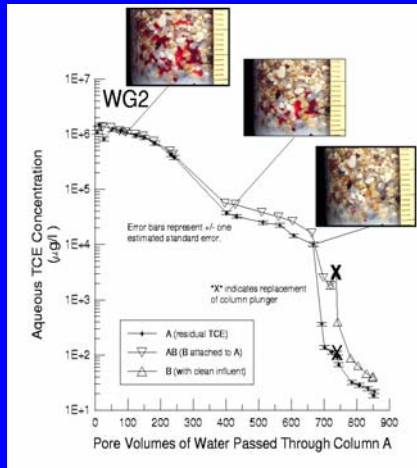 WG2
1E+7
1E+6
1E+5
1E+4
1E+3
1E+2
1E+1
Aqueous TCE Concentration
(µg/l)
Error bars represent +/- one
estimated standard error.
"X" indicates replacement
of column plunger
X
X
A (residual TCE)
AB (B attached to A)
B (with clean influent)
0 100 200 300 400 500 600 700 800 900
Pore Volumes of Water Passed Through Column A